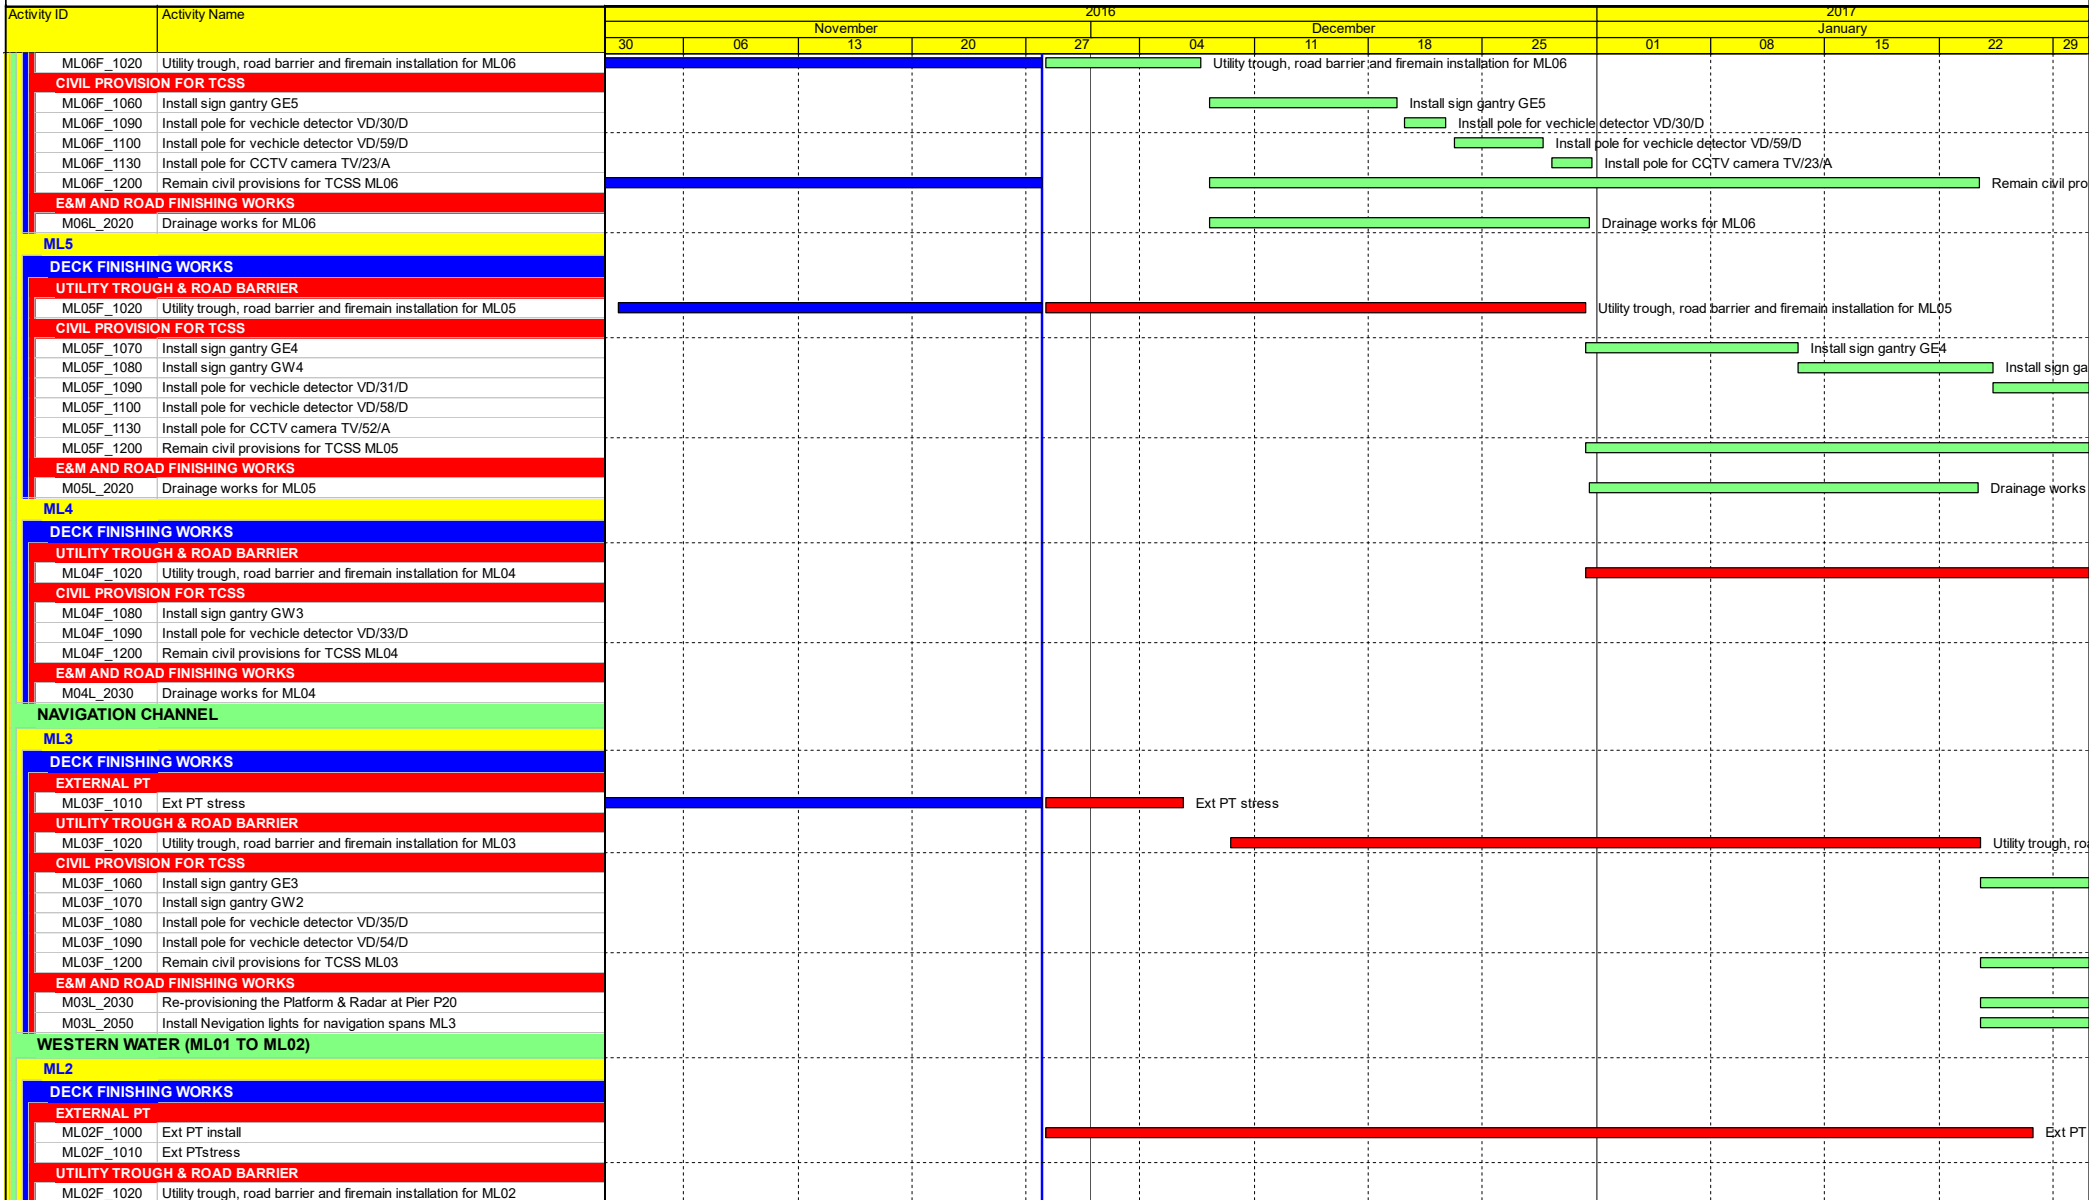 Activity ID Activity Name 2016 2017
November December January
30 06 13 20 27 04 11 18 25 01 08 15 22 29
ML06F_1020 Utility trough, road barrier and firemain installation for ML06 Utility trough, road barrier and firemain installation for ML06
CIVIL PROVISION FOR TCSS
ML06F_1060 Install sign gantry GE5 Install sign gantry GE5
ML06F_1090 Install pole for vechicle detector VD/30/D Install pole for vechicle detector VD/30/D
ML06F_1100 Install pole for vechicle detector VD/59/D Install pole for vechicle detector VD/59/D
ML06F_1130 Install pole for CCTV camera TV/23/A Install pole for CCTV camera TV/23/A
ML06F_1200 Remain civil provisions for TCSS ML06 Remain civil pro
E&M AND ROAD FINISHING WORKS
M06L_2020 Drainage works for ML06 Drainage works for ML06
ML5
DECK FINISHING WORKS
UTILITY TROUGH & ROAD BARRIER
ML05F_1020 Utility trough, road barrier and firemain installation for ML05 Utility trough, road barrier and firemain installation for ML05
CIVIL PROVISION FOR TCSS
ML05F_1070 Install sign gantry GE4 Install sign gantry GE4
ML05F_1080 Install sign gantry GW4 Install sign ga
ML05F_1090 Install pole for vechicle detector VD/31/D
ML05F_1100 Install pole for vechicle detector VD/58/D
ML05F_1130 Install pole for CCTV camera TV/52/A
ML05F_1200 Remain civil provisions for TCSS ML05
E&M AND ROAD FINISHING WORKS
M05L_2020 Drainage works for ML05 Drainage works
ML4
DECK FINISHING WORKS
UTILITY TROUGH & ROAD BARRIER
ML04F_1020 Utility trough, road barrier and firemain installation for ML04
CIVIL PROVISION FOR TCSS
ML04F_1080 Install sign gantry GW3
ML04F_1090 Install pole for vechicle detector VD/33/D
ML04F_1200 Remain civil provisions for TCSS ML04
E&M AND ROAD FINISHING WORKS
M04L_2030 Drainage works for ML04
NAVIGATION CHANNEL
ML3
DECK FINISHING WORKS
EXTERNAL PT
ML03F_1010 Ext PT stress Ext PT stress
UTILITY TROUGH & ROAD BARRIER
ML03F_1020 Utility trough, road barrier and firemain installation for ML03 Utility trough, roa
CIVIL PROVISION FOR TCSS
ML03F_1060 Install sign gantry GE3
ML03F_1070 Install sign gantry GW2
ML03F_1080 Install pole for vechicle detector VD/35/D
ML03F_1090 Install pole for vechicle detector VD/54/D
ML03F_1200 Remain civil provisions for TCSS ML03
E&M AND ROAD FINISHING WORKS
M03L_2030 Re-provisioning the Platform & Radar at Pier P20
M03L_2050 Install Nevigation lights for navigation spans ML3
WESTERN WATER (ML01 TO ML02)
ML2
DECK FINISHING WORKS
EXTERNAL PT
ML02F_1000 Ext PT install Ext PT
ML02F_1010 Ext PTstress
UTILITY TROUGH & ROAD BARRIER
ML02F_1020 Utility trough, road barrier and firemain installation for ML02